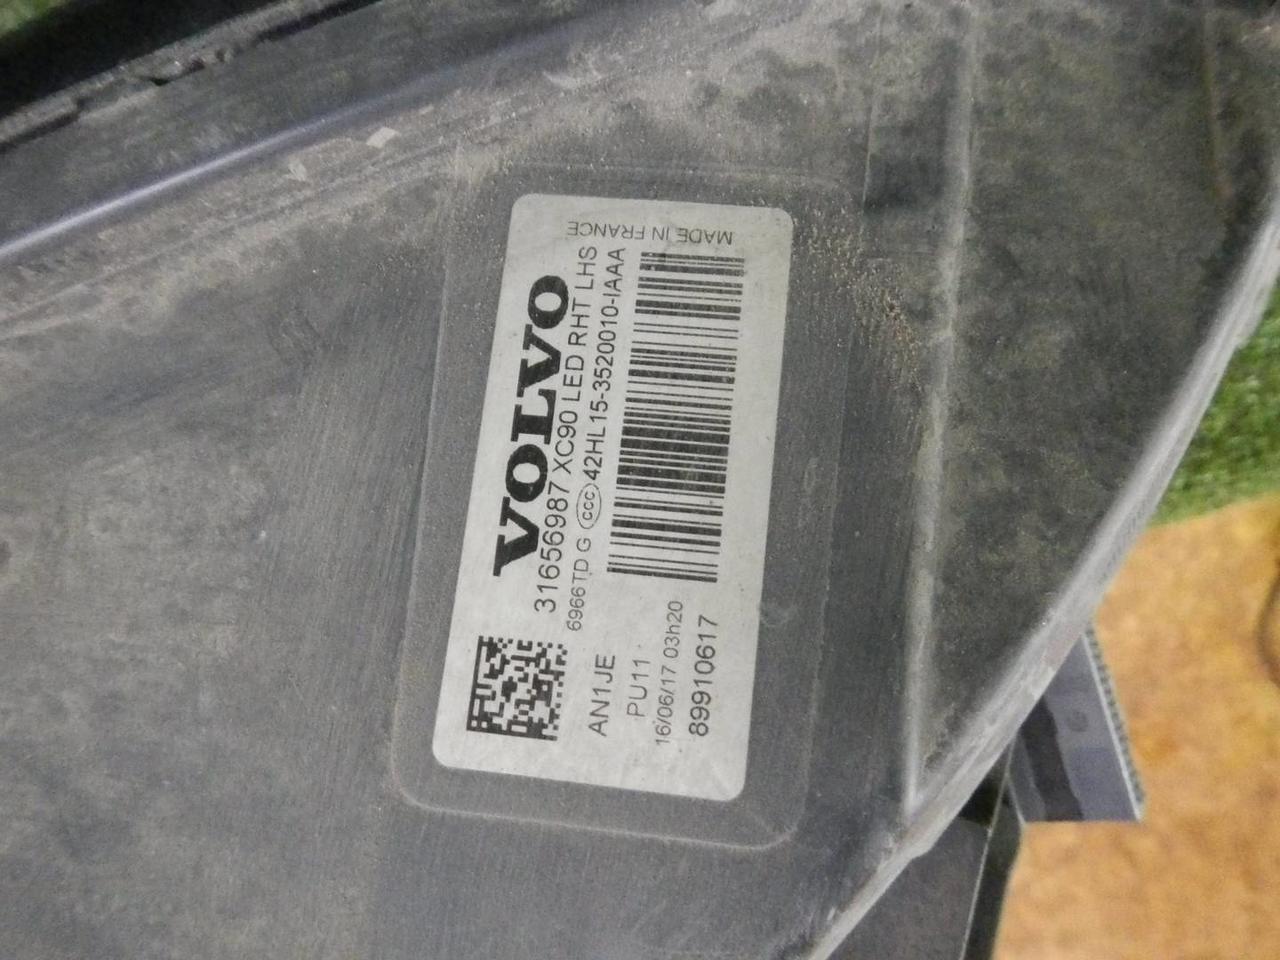 MADE IN FRANCE
VOLVO
31656987 XC90 LED RHT LHS
6966TD G CCC 42HL15-3520010-IAAA
AN1JE
PU11
16/06/17 03h20
89910617